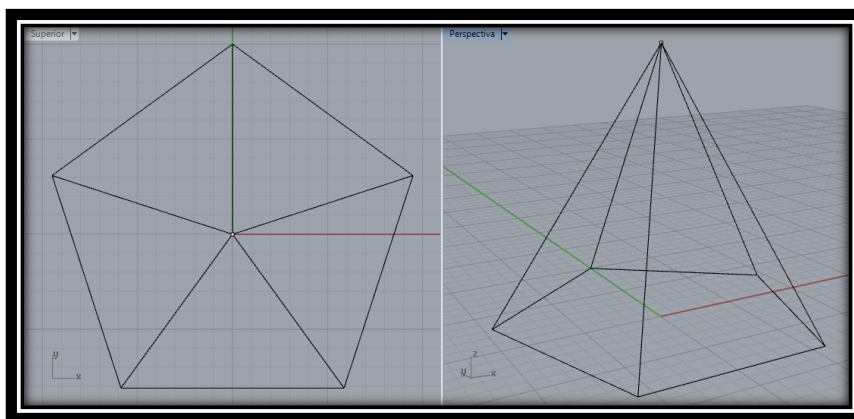 Superior
Perspectiva
y
x
z
y
x